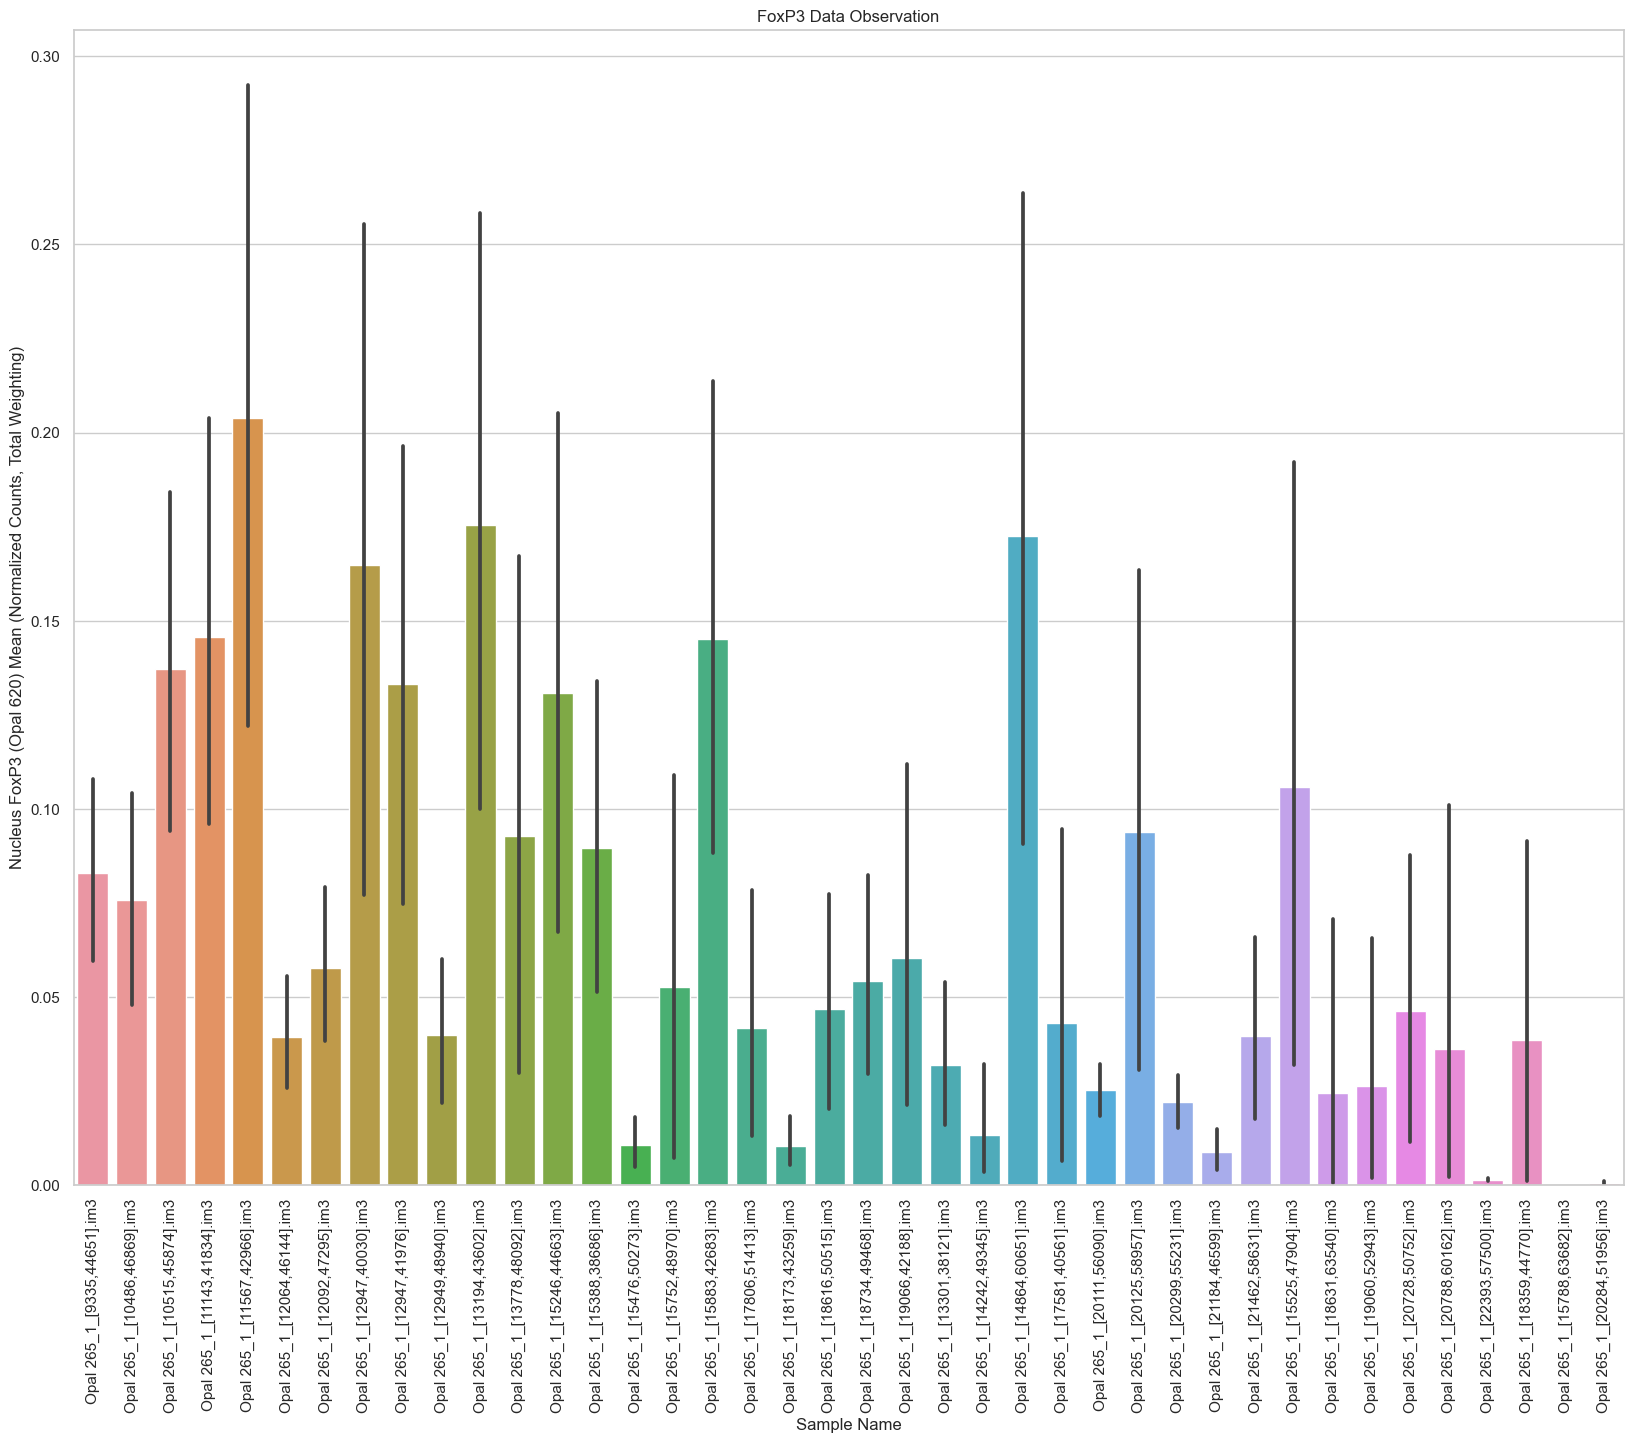 FoxP3 Data Observation
Nucleus FoxP3 (Opal 620) Mean (Normalized Counts, Total Weighting)
0.30
0.25
0.20
0.15
0.10
0.05
0.00
Opal 265_1_[9335,44651].im3
Opal 265_1_[10486,46869].im3
Opal 265_1_[10515,45874].im3
Opal 265_1_[11143,41834].im3
Opal 265_1_[11567,42966].im3
Opal 265_1_[12064,46144].im3
Opal 265_1_[12092,47295].im3
Opal 265_1_[12947,40030].im3
Opal 265_1_[12947,41976].im3
Opal 265_1_[12949,48940].im3
Opal 265_1_[13194,43602].im3
Opal 265_1_[13778,48092].im3
Opal 265_1_[15246,44663].im3
Opal 265_1_[15388,38686].im3
Opal 265_1_[15476,50273].im3
Opal 265_1_[15752,48970].im3
Opal 265_1_[15883,42683].im3
Opal 265_1_[17806,51413].im3
Opal 265_1_[18173,43259].im3
Opal 265_1_[18616,50515].im3
Opal 265_1_[18734,49468].im3
Opal 265_1_[19066,42188].im3
Opal 265_1_[13301,38121].im3
Opal 265_1_[14242,49345].im3
Opal 265_1_[14864,60651].im3
Opal 265_1_[17581,40561].im3
Opal 265_1_[20111,56090].im3
Opal 265_1_[20125,58957].im3
Opal 265_1_[20299,55231].im3
Opal 265_1_[21184,46599].im3
Opal 265_1_[21462,58631].im3
Opal 265_1_[15525,47904].im3
Opal 265_1_[18631,63540].im3
Opal 265_1_[19060,52943].im3
Opal 265_1_[20728,50752].im3
Opal 265_1_[20788,60162].im3
Opal 265_1_[22393,57500].im3
Opal 265_1_[18359,44770].im3
Opal 265_1_[15788,63682].im3
Opal 265_1_[20284,51956].im3
Sample Name